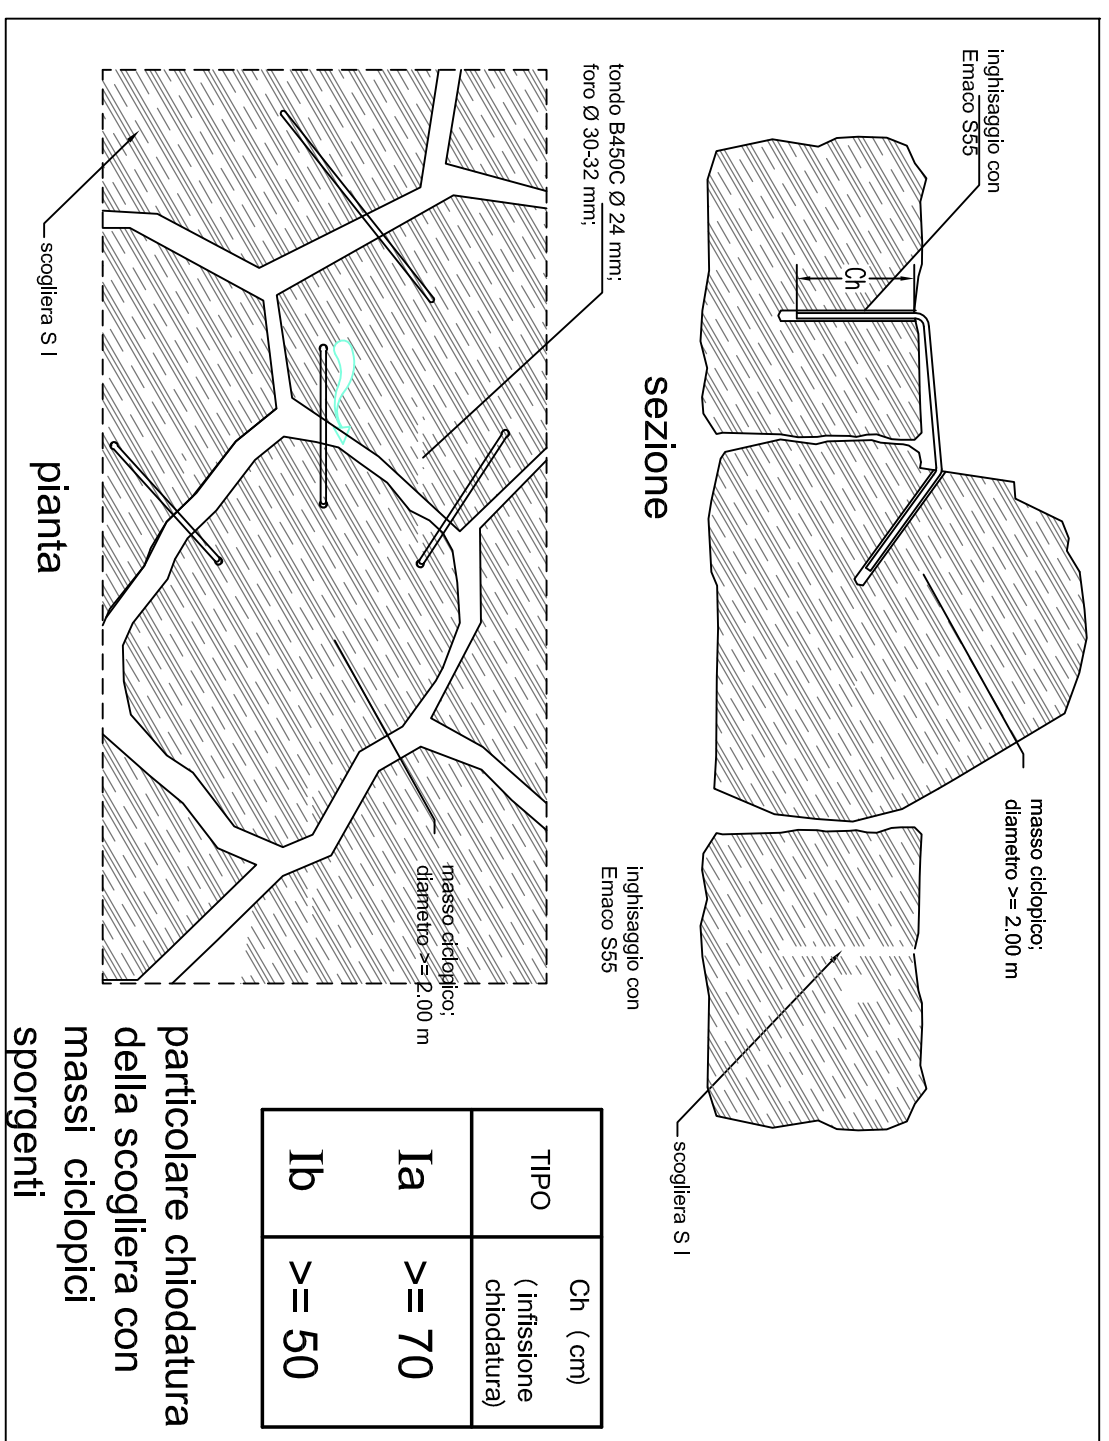 inghisaggio con
Emaco S55
Ch
masso ciclopico;
diametro >= 2.00 m
scogliera S I
sezione
tondo B450C Ø 24 mm;
foro Ø 30-32 mm;
inghisaggio con
Emaco S55
masso ciclopico;
diametro >= 2.00 m
scogliera S I
pianta
TIPO
Ch ( cm)
( infissione
chiodatura)
Ia
>= 70
Ib
>= 50
particolare chiodatura
della scogliera con
massi ciclopici
sporgenti